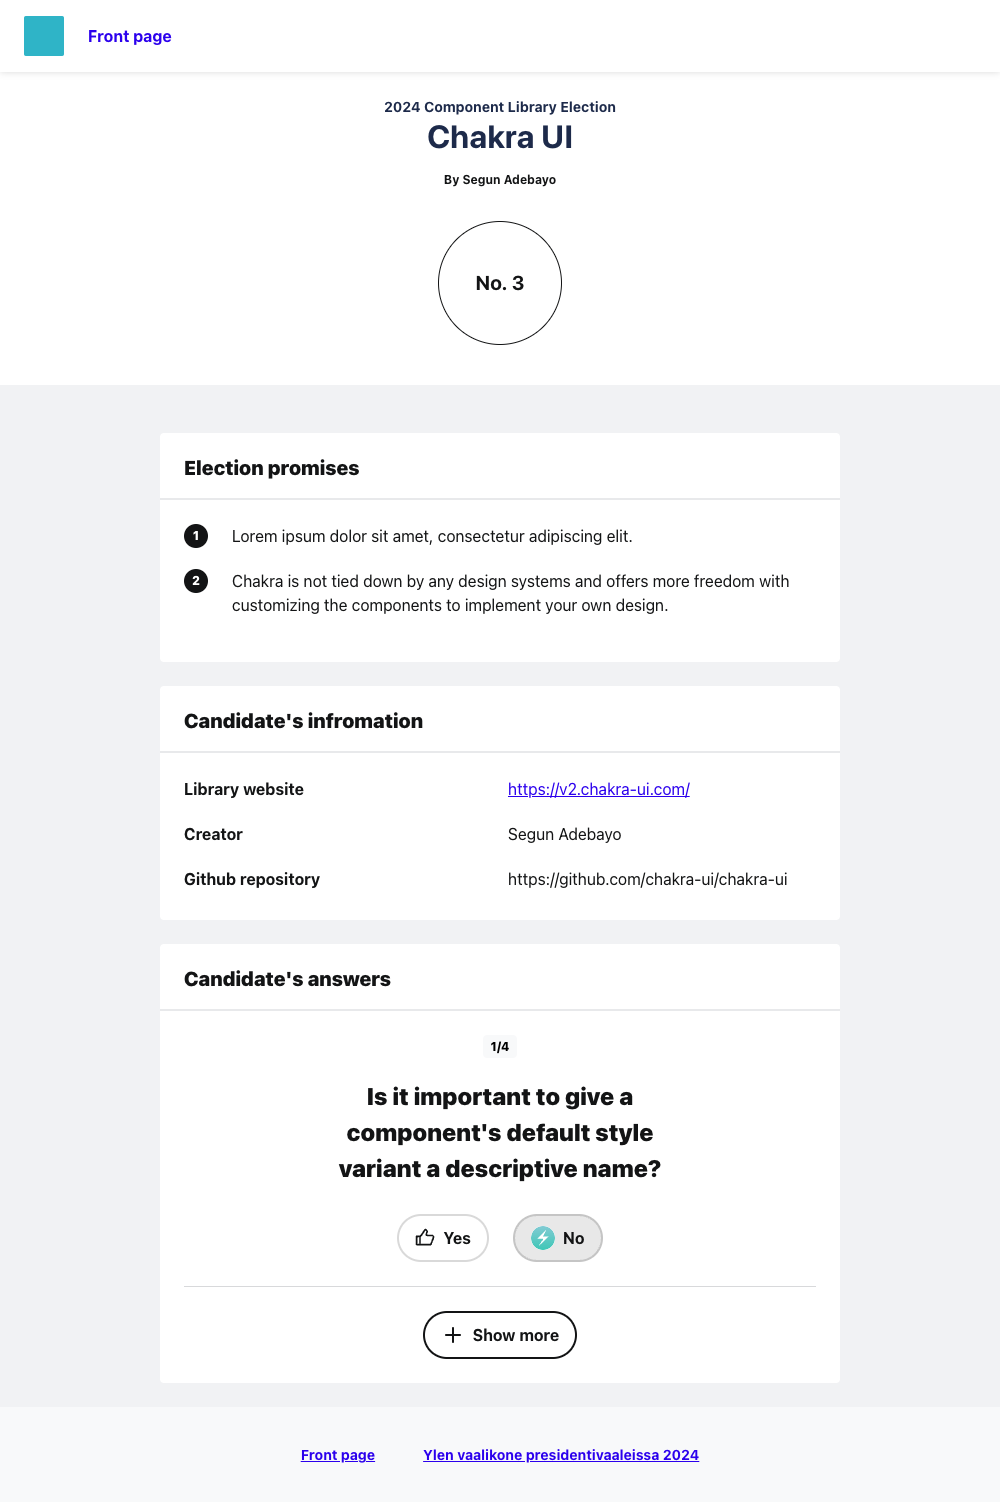 Front page
2024 Component Library Election
Chakra UI
By Segun Adebayo
No. 3
Election promises
1
Lorem ipsum dolor sit amet, consectetur adipiscing elit.
2
Chakra is not tied down by any design systems and offers more freedom with
customizing the components to implement your own design.
Candidate's infromation
Library website
https://v2.chakra-ui.com/
Creator
Segun Adebayo
Github repository
https://github.com/chakra-ui/chakra-ui
Candidate's answers
1/4
Is it important to give a
component's default style
variant a descriptive name?
Yes
No
Show more
Front page
Ylen vaalikone presidentivaaleissa 2024